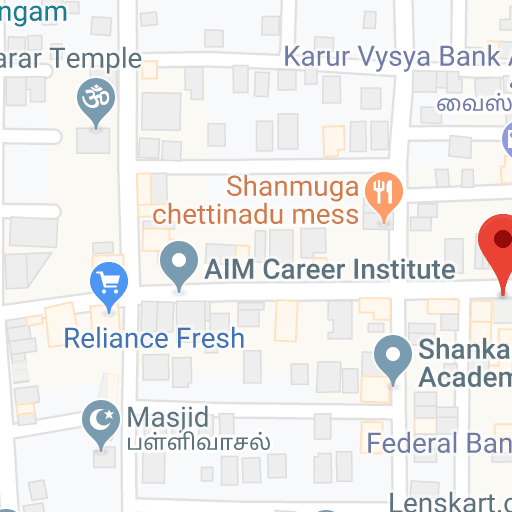 ngam
arar Temple
Karur Vysya Bank A
வைஸ்
Shanmuga
chettinadu mess
AIM Career Institute
Reliance Fresh
Shanka
Academ
Masjid
பள்ளிவாசல்
Federal Ban
Lenskart.c